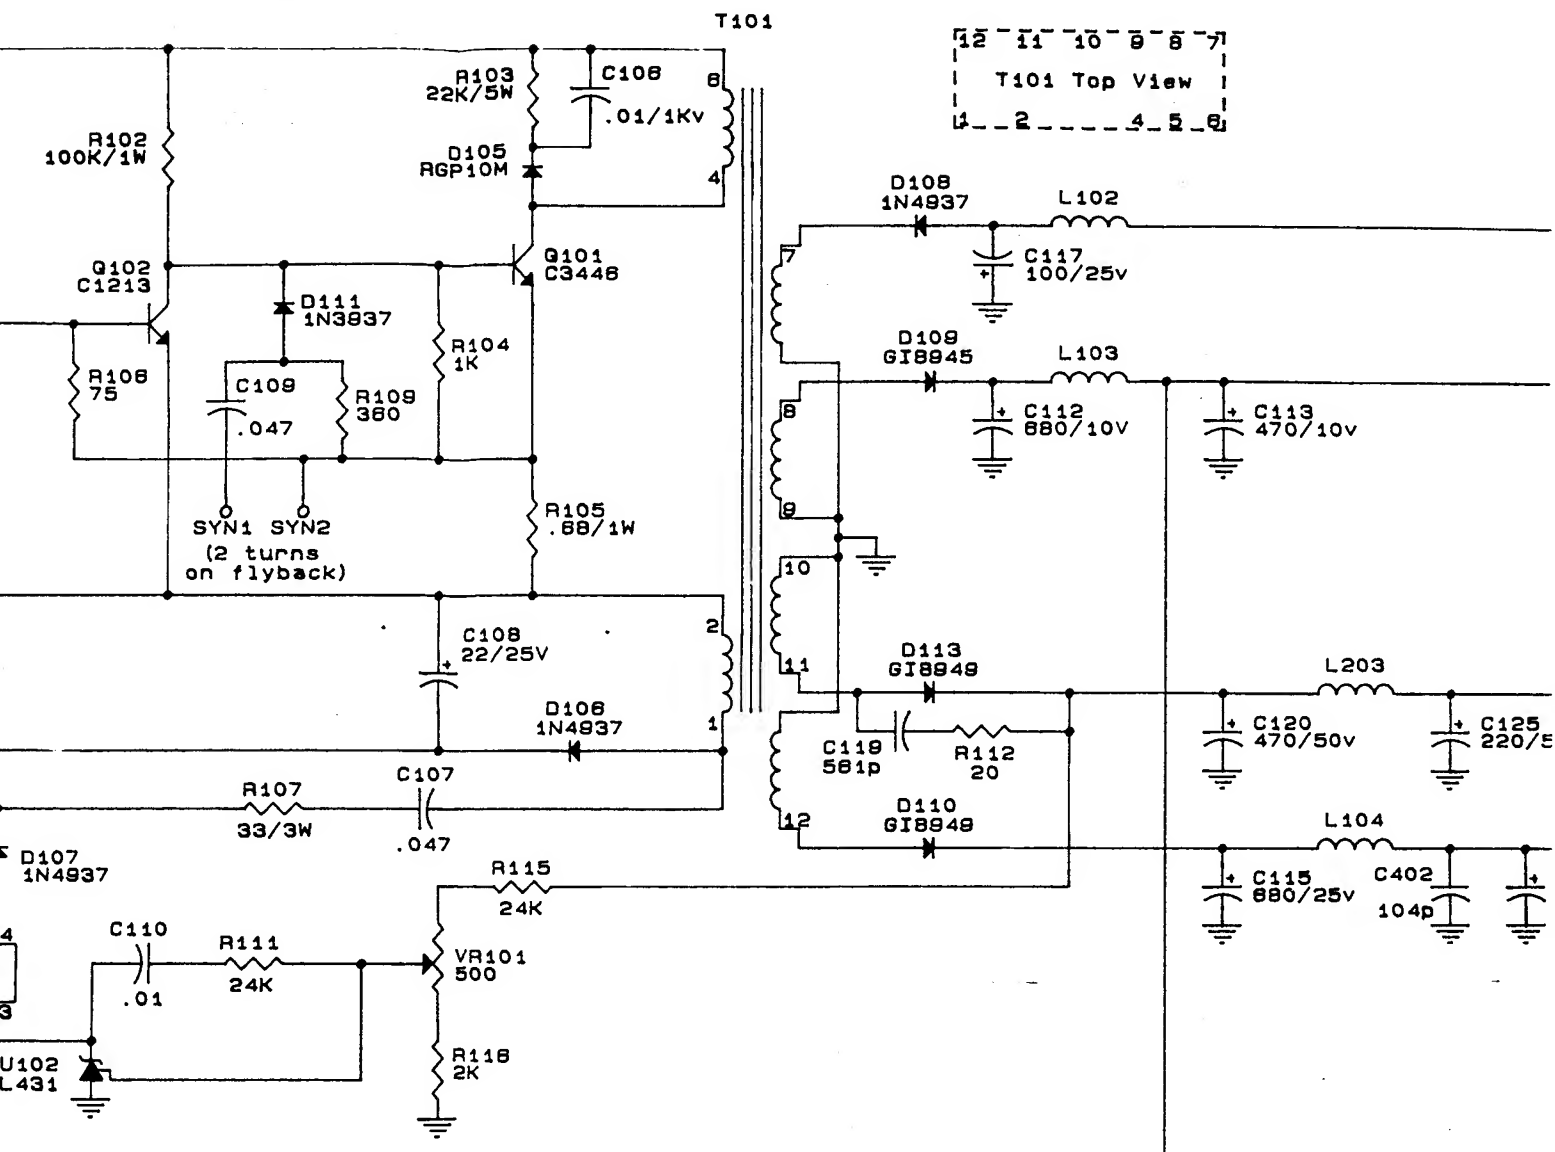 T101
12 11 10 9 8 7
T101 Top View
1 2 4 5 6
R103
22K/5W
C106
.01/1Kv
6
R102
100K/1W
D105
RGP10M
4
D108
1N4937
L102
7
C117
100/25v
+
Q102
C1213
Q101
C3446
D111
1N3937
R104
1K
D109
GI8945
L103
R106
75
C109
.047
R109
360
8
+
C112
680/10V
+
C113
470/10v
9
SYN1 SYN2
(2 turns
on flyback)
R105
.68/1W
10
2
C108
22/25V
+
11
D113
GI8949
L203
1
D106
1N4937
C119
561p
R112
20
+
C120
470/50v
+
C125
220/5
C107
.047
R107
33/3W
12
D110
GI8949
L104
D107
1N4937
R115
24K
+
C115
680/25v
C402
104p
+
4
C110
.01
R111
24K
VR101
500
3
U102
L431
R116
2K